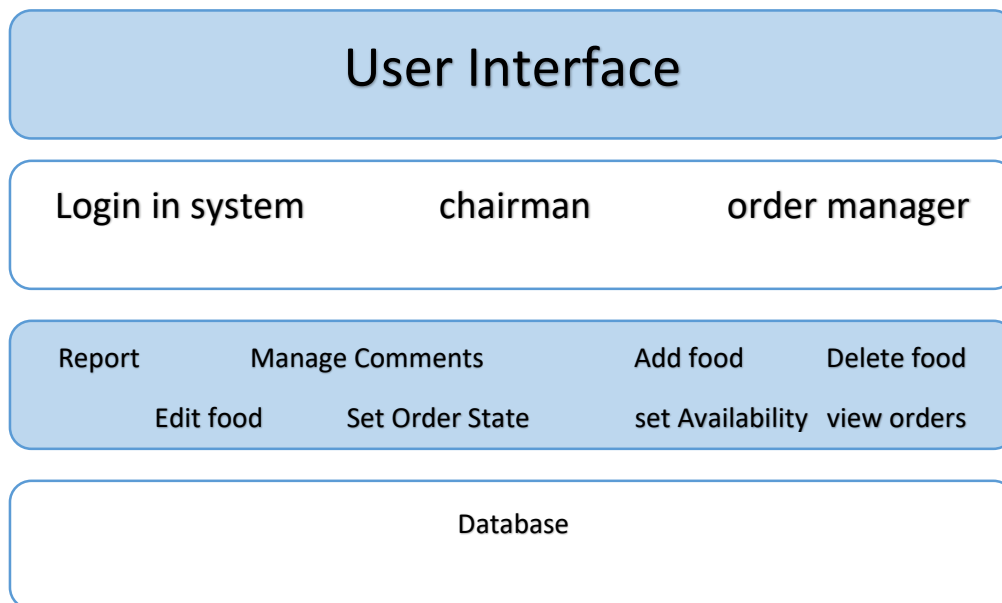 User Interface
Login in system chairman order manager
Report Manage Comments Add food Delete food
Edit food Set Order State set Availability view orders
Database